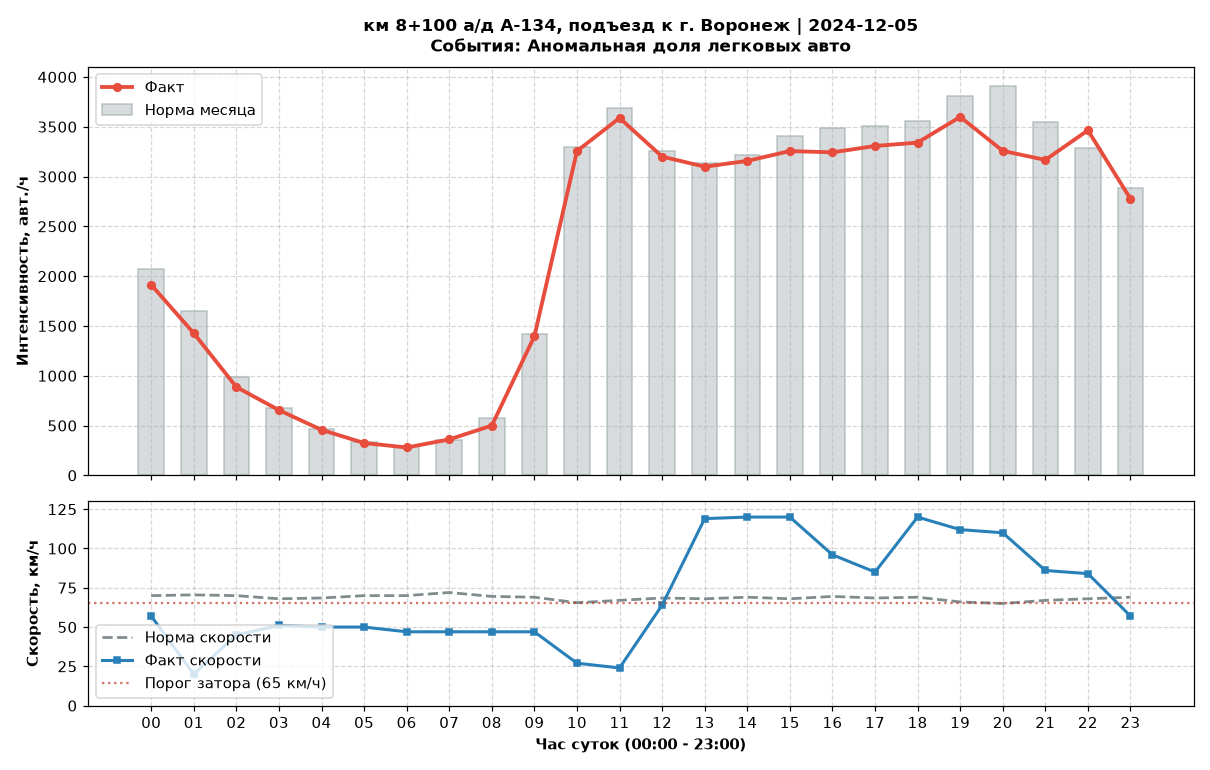 км 8+100 а/д А-134, подъезд к г. Воронеж | 2024-12-05
События: Аномальная доля легковых авто
Интенсивность, авт./ч
4000
3500
3000
2500
2000
1500
1000
500
0
Факт
Норма месяца
Скорость, км/ч
125
100
75
50
25
0
Норма скорости
Факт скорости
Порог затора (65 км/ч)
00 01 02 03 04 05 06 07 08 09 10 11 12 13 14 15 16 17 18 19 20 21 22 23
Час суток (00:00 - 23:00)